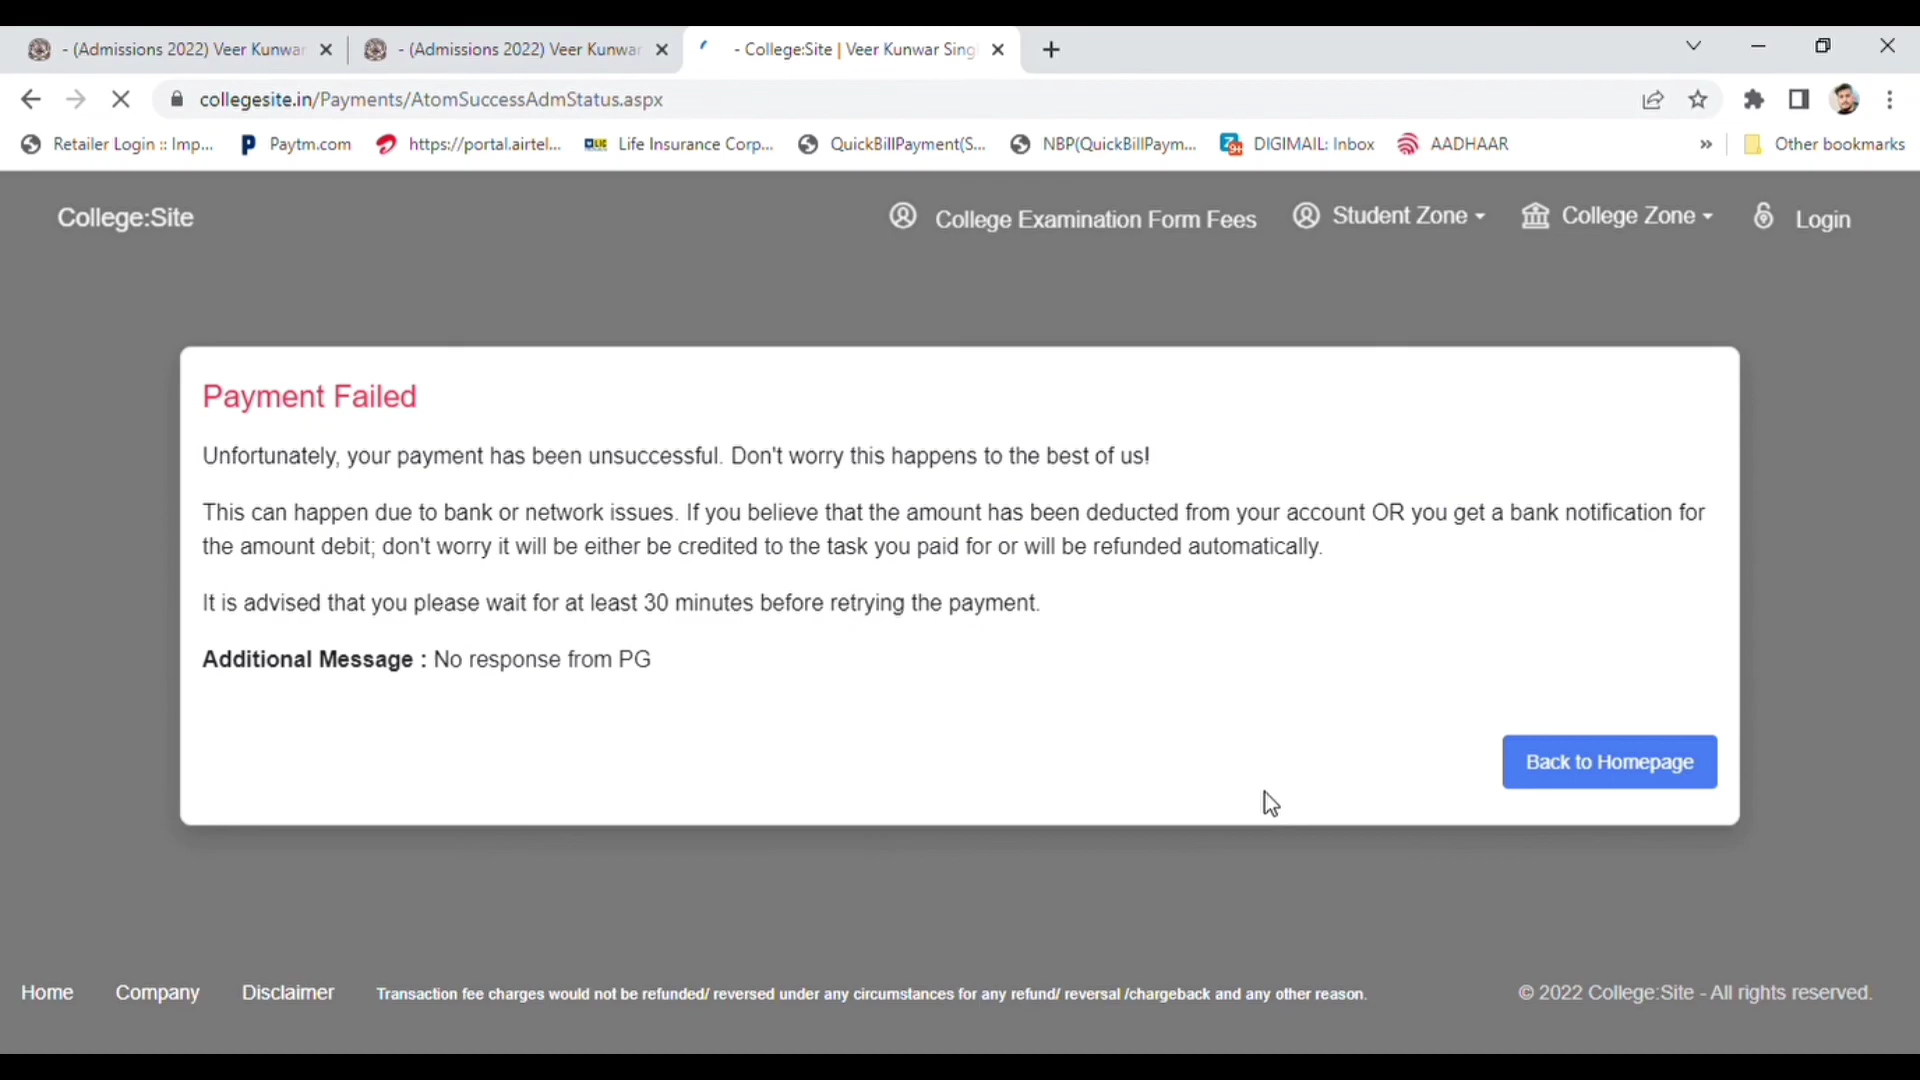 - (Admissions 2022) Veer Kunwar
- (Admissions 2022) Veer Kunwar
- College:Site | Veer Kunwar Sing
collegesite.in/Payments/AtomSuccessAdmStatus.aspx
Retailer Login :: Imp...
Paytm.com
https://portal.airtel...
LIC
Life Insurance Corp...
QuickBillPayment(S...
NBP(QuickBillPaym...
Z
9+
DIGIMAIL: Inbox
AADHAAR
»
Other bookmarks
College:Site
College Examination Form Fees
Student Zone
College Zone
Login
Payment Failed
Unfortunately, your payment has been unsuccessful. Don't worry this happens to the best of us!
This can happen due to bank or network issues. If you believe that the amount has been deducted from your account OR you get a bank notification for
the amount debit; don't worry it will be either be credited to the task you paid for or will be refunded automatically.
It is advised that you please wait for at least 30 minutes before retrying the payment.
Additional Message : No response from PG
Back to Homepage
Home
Company
Disclaimer
Transaction fee charges would not be refunded/ reversed under any circumstances for any refund/ reversal /chargeback and any other reason.
© 2022 College:Site - All rights reserved.